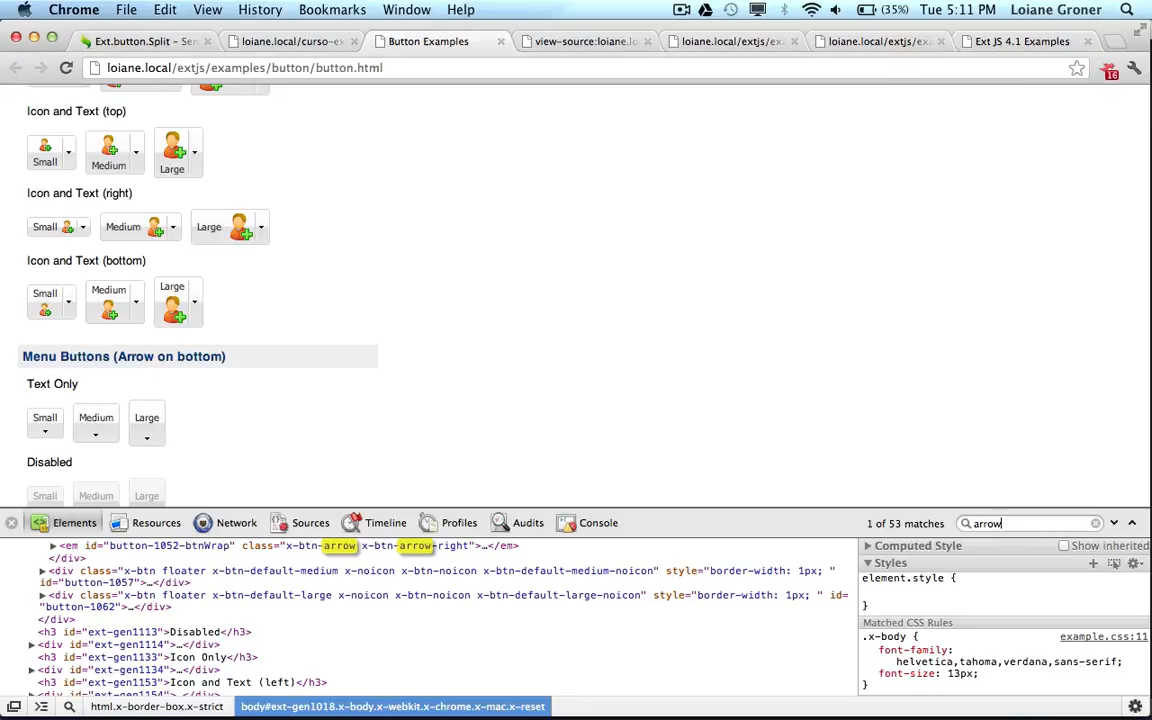 Chrome File Edit View History Bookmarks Window Help (35%) Tue 5:11 PM Loiane Groner
Ext.button.Split - Sen loiane.local/curso-ex Button Examples view-source:loiane.lo loiane.local/extjs/exa loiane.local/extjs/exa Ext JS 4.1 Examples
loiane.local/extjs/examples/button/button.html 16
Icon and Text (top)
Small Medium Large
Icon and Text (right)
Small Medium Large
Icon and Text (bottom)
Small Medium Large
Menu Buttons (Arrow on bottom)
Text Only
Small Medium Large
Disabled
Small Medium Large
Elements Resources Network Sources Timeline Profiles Audits Console 1 of 53 matches arrow
<em id="button-1052-btnWrap" class="x-btn-arrow x-btn-arrow-right">…</em>
</div>
<div class="x-btn floater x-btn-default-medium x-noicon x-btn-noicon x-btn-default-medium-noicon" style="border-width: 1px; "
id="button-1057">…</div>
<div class="x-btn floater x-btn-default-large x-noicon x-btn-noicon x-btn-default-large-noicon" style="border-width: 1px; " id=
"button-1062">…</div>
</div>
<h3 id="ext-gen1113">Disabled</h3>
<div id="ext-gen1114">…</div>
<h3 id="ext-gen1133">Icon Only</h3>
<div id="ext-gen1134">…</div>
<h3 id="ext-gen1153">Icon and Text (left)</h3>
<div id="ext-gen1154">…</div>
Computed Style Show inherited
Styles
element.style {
}
Matched CSS Rules
.x-body { example.css:11
font-family:
helvetica,tahoma,verdana,sans-serif;
font-size: 13px;
}
html.x-border-box.x-strict body#ext-gen1018.x-body.x-webkit.x-chrome.x-mac.x-reset